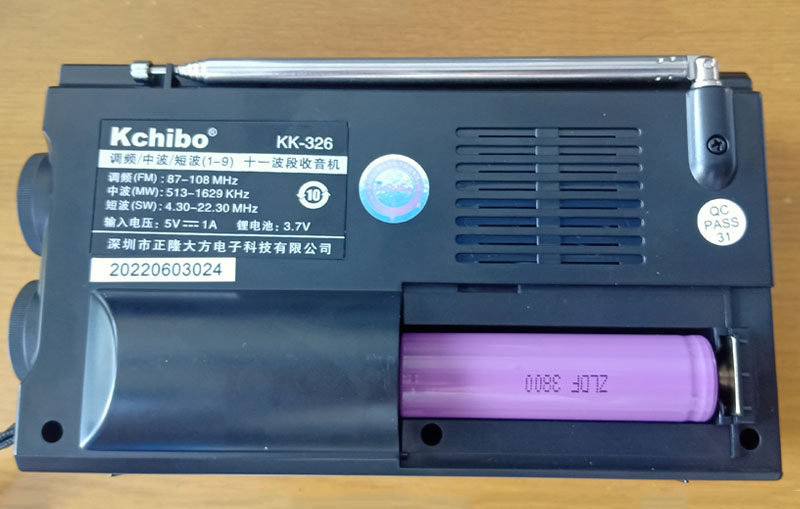 Kchibo® KK-326
调频/中波/短波(1-9) 十一波段收音机
调频(FM) : 87-108 MHz
中波(MW) : 513-1629 KHz
短波(SW) : 4.30-22.30 MHz
10
输入电压: 5V⎓1A 锂电池: 3.7V
深圳市正隆大方电子科技有限公司
20220603024
QC
PASS
31
ZLDF 3800